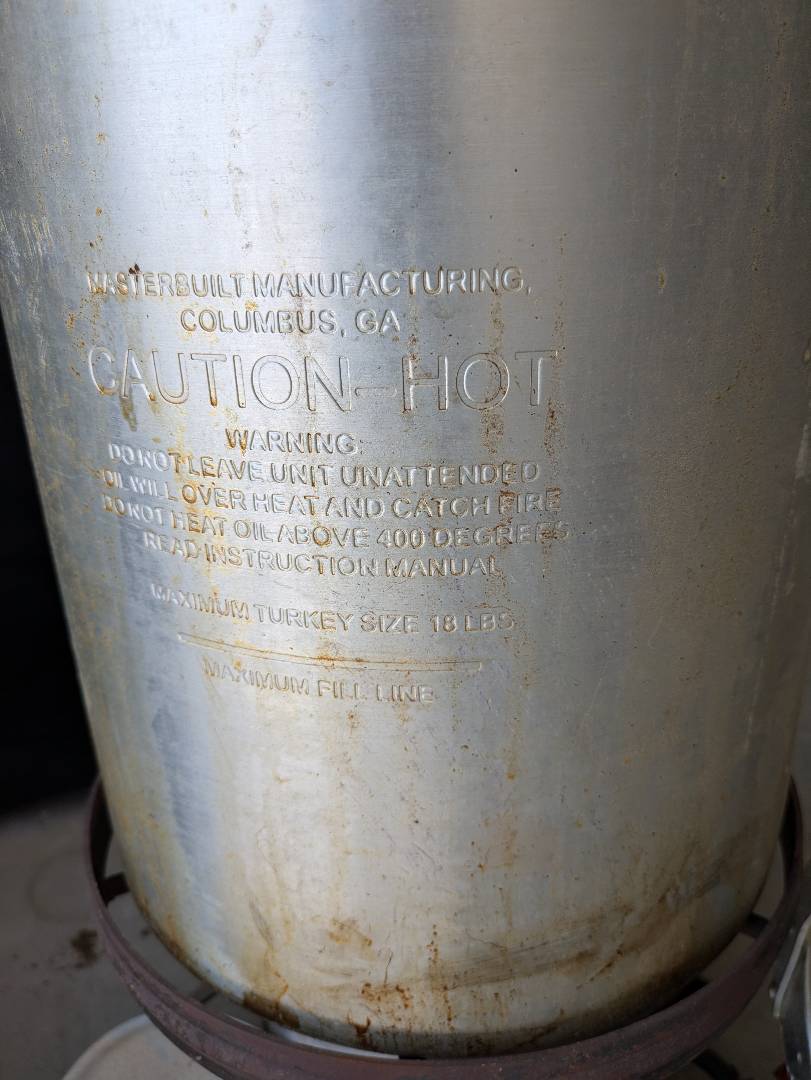 MASTERBUILT MANUFACTURING,
COLUMBUS, GA
CAUTION-HOT
WARNING:
DO NOT LEAVE UNIT UNATTENDED
OIL WILL OVER HEAT AND CATCH FIRE
DO NOT HEAT OIL ABOVE 400 DEGREES
READ INSTRUCTION MANUAL
MAXIMUM TURKEY SIZE 18 LBS.
MAXIMUM FILL LINE